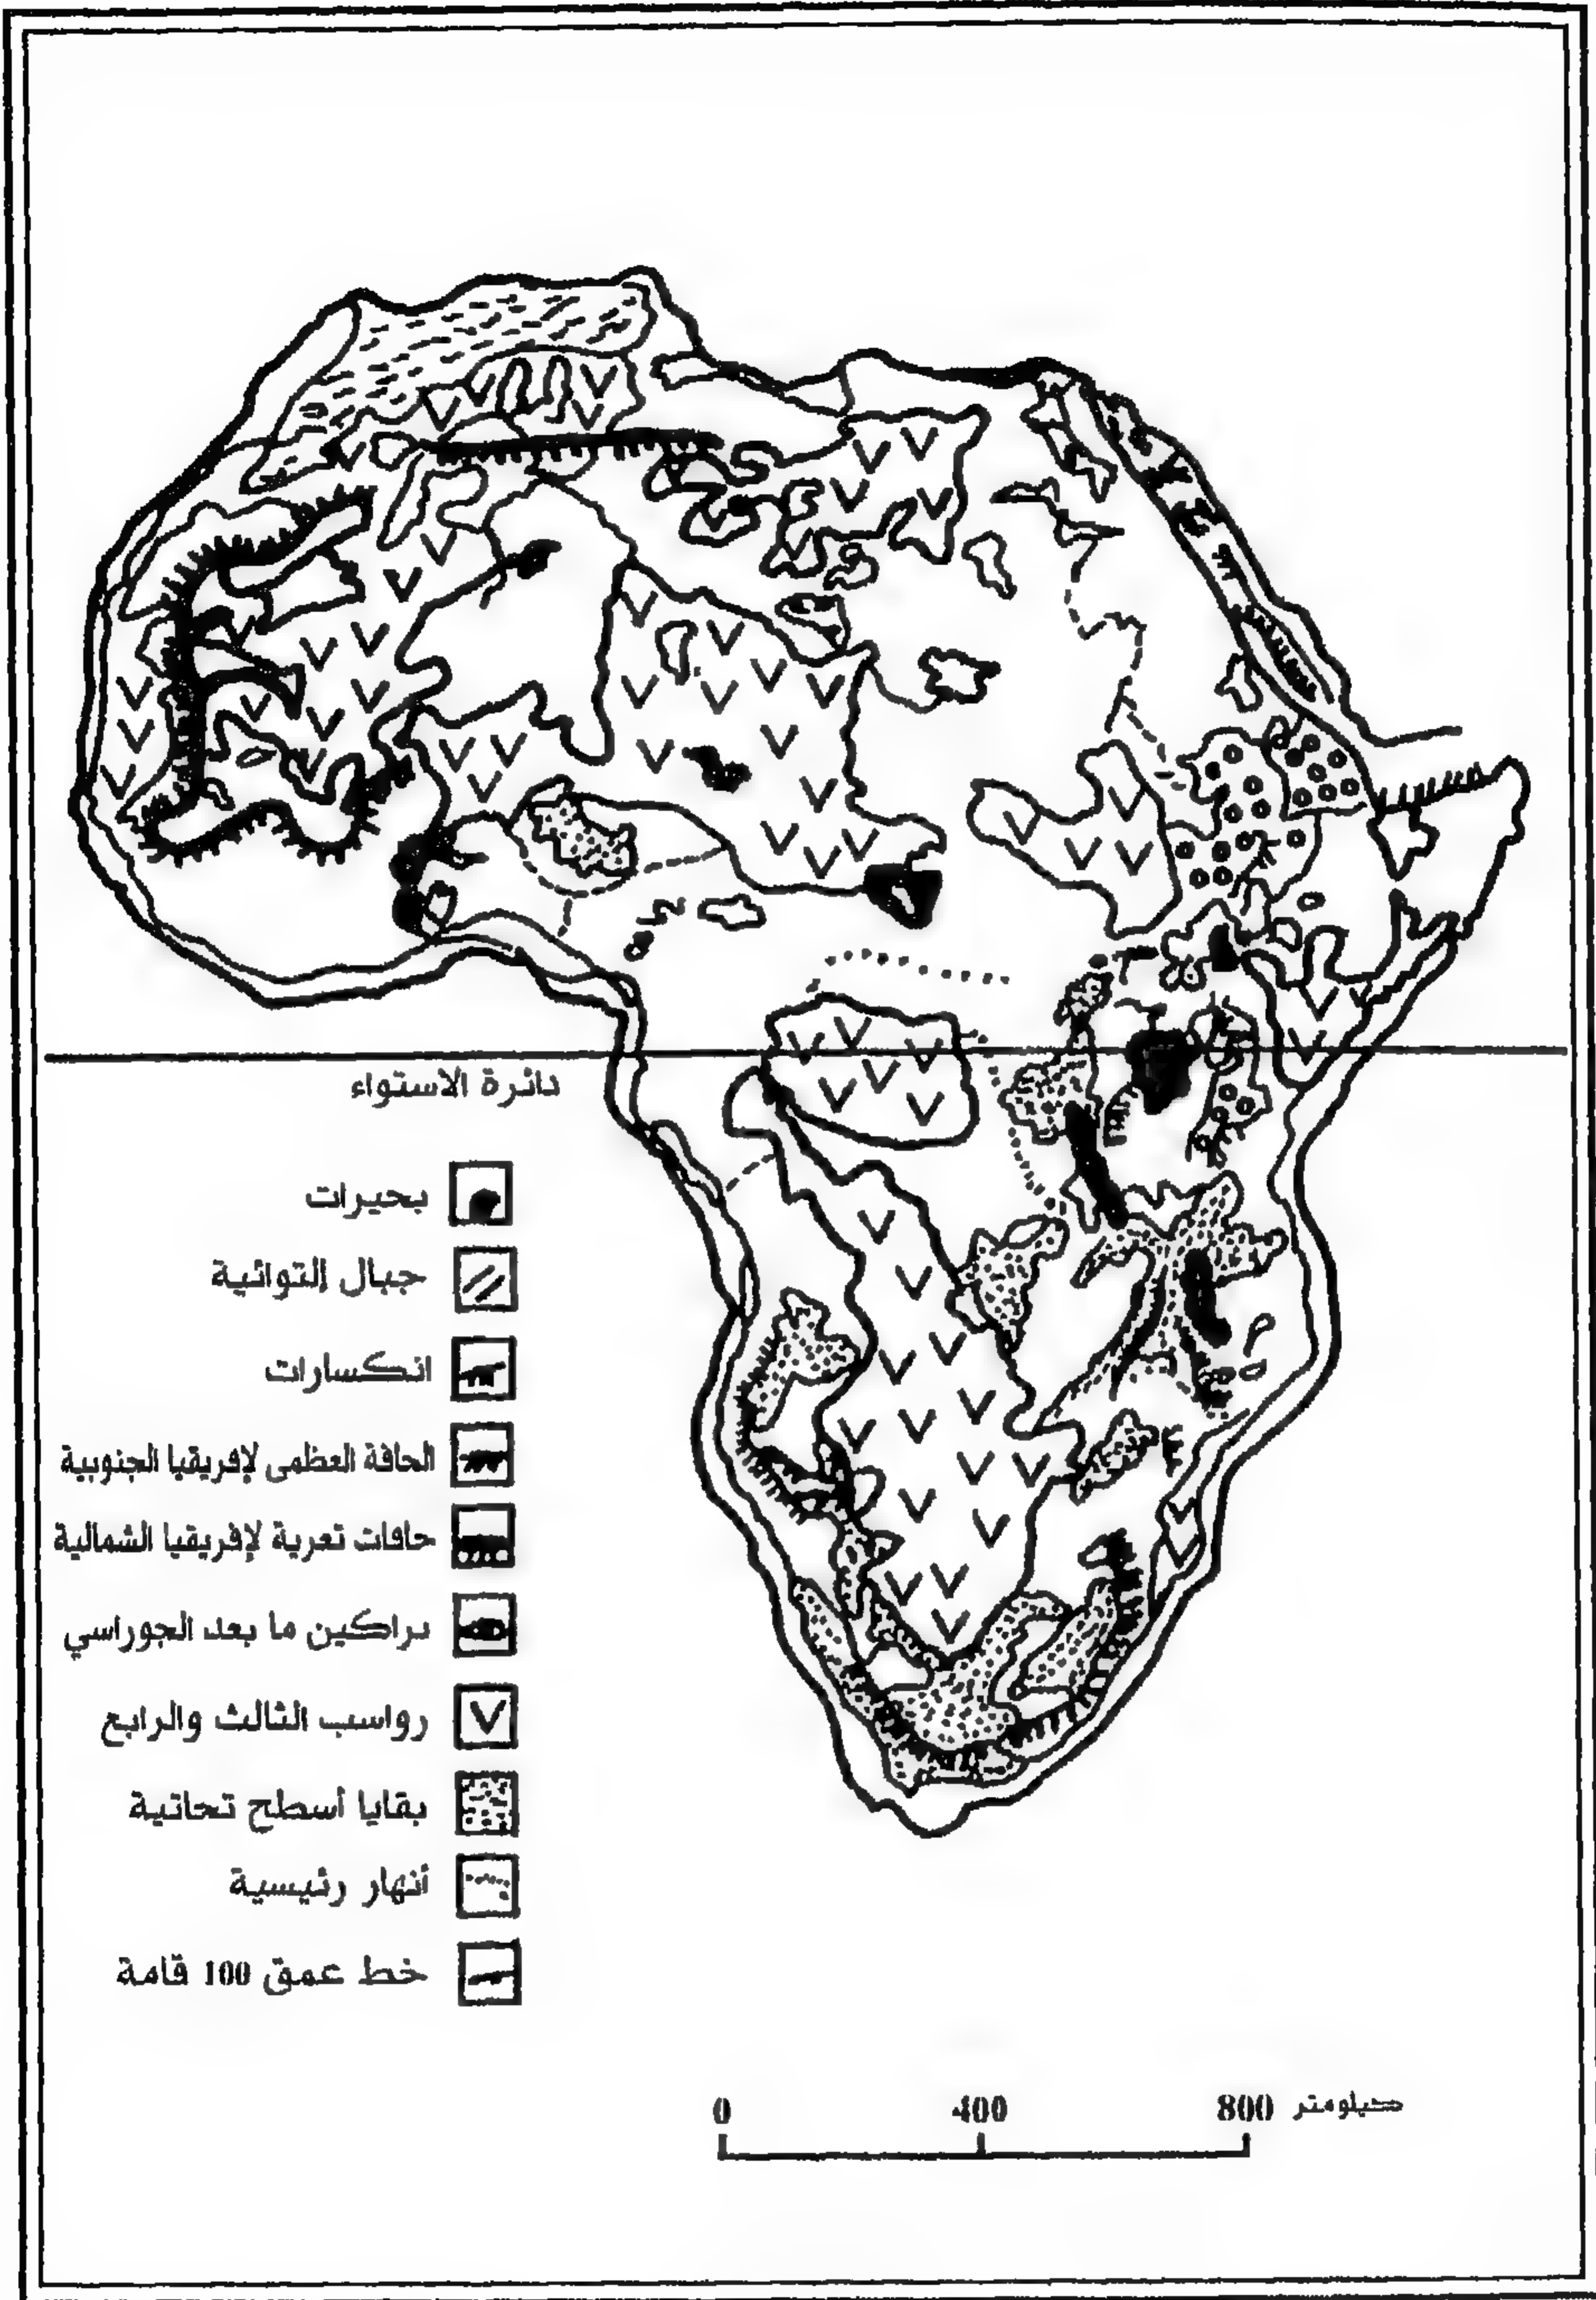 دائرة الاستواء
بحيرات
جبال إلتوائية
انكسارات
الحافة العظمى لإفريقيا الجنوبية
حافات تعرية لإفريقيا الشمالية
براكين ما بعد الجوراسي
رواسب الثالث والرابع
بقايا أسطح تحاتية
أنهار رئيسية
خط عمق 100 قامة
0 400 800 كيلومتر